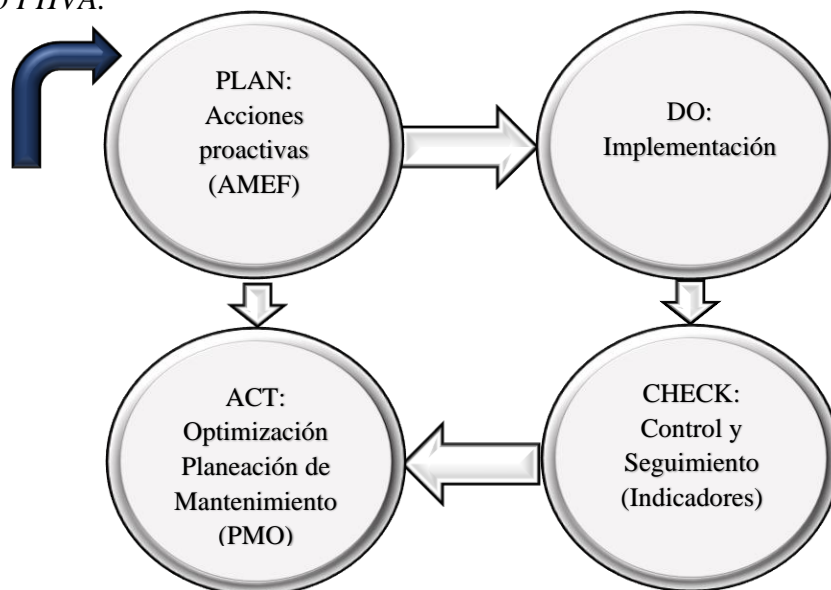 PLAN:
Acciones
proactivas
(AMEF)
DO:
Implementación
ACT:
Optimización
Planeación de
Mantenimiento
(PMO)
CHECK:
Control y
Seguimiento
(Indicadores)